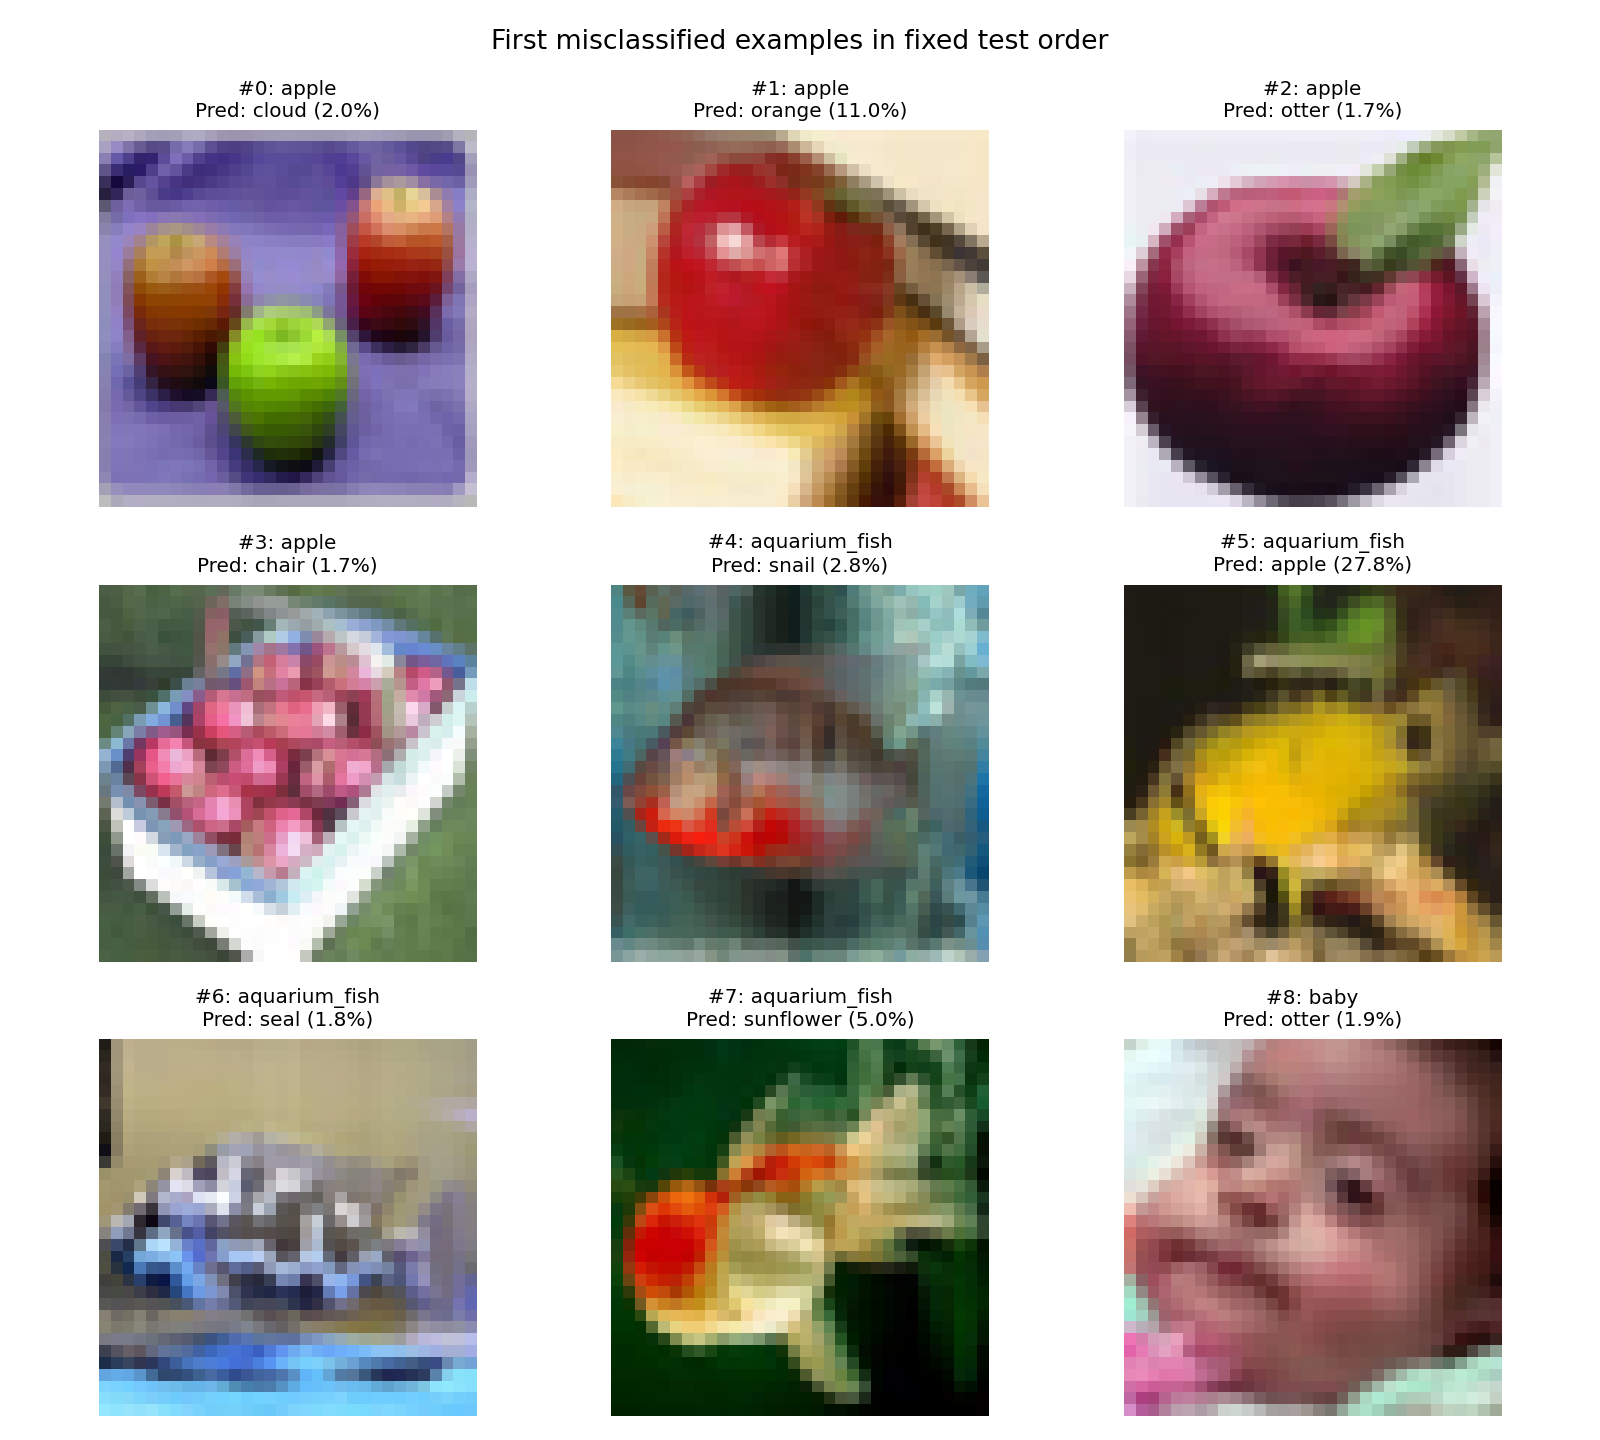 First misclassified examples in fixed test order
#0: apple
Pred: cloud (2.0%)
#1: apple
Pred: orange (11.0%)
#2: apple
Pred: otter (1.7%)
#3: apple
Pred: chair (1.7%)
#4: aquarium_fish
Pred: snail (2.8%)
#5: aquarium_fish
Pred: apple (27.8%)
#6: aquarium_fish
Pred: seal (1.8%)
#7: aquarium_fish
Pred: sunflower (5.0%)
#8: baby
Pred: otter (1.9%)